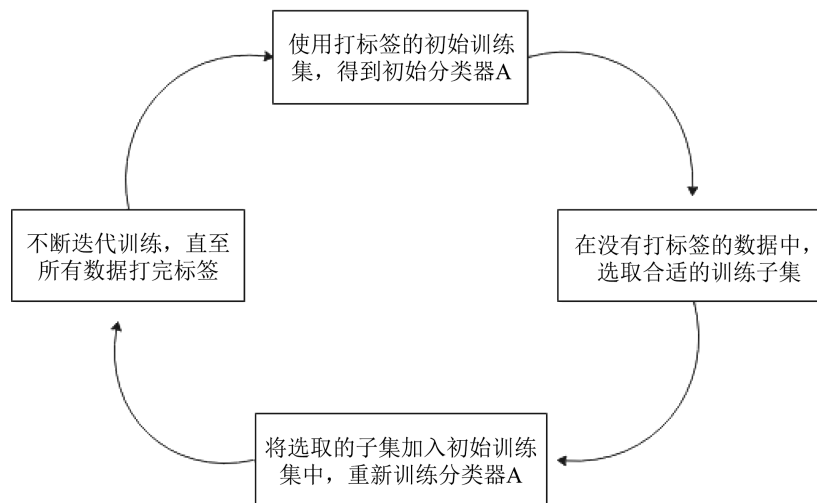 使用打标签的初始训练
集，得到初始分类器A
在没有打标签的数据中，
选取合适的训练子集
将选取的子集加入初始训练
集中，重新训练分类器A
不断迭代训练，直至
所有数据打完标签